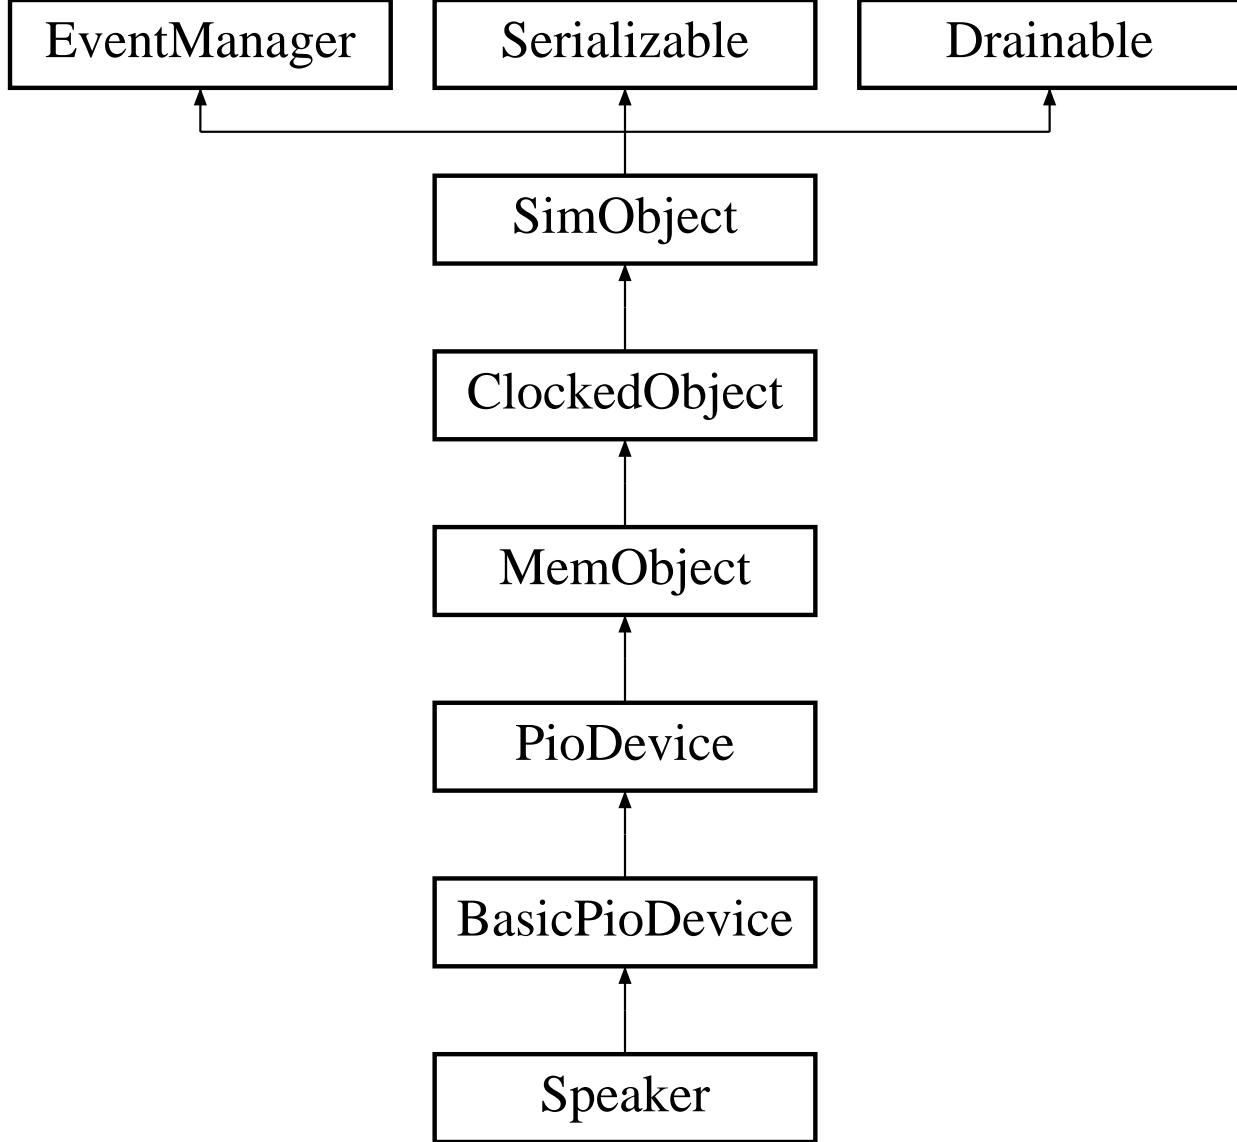 EventManager
Serializable
Drainable
SimObject
ClockedObject
MemObject
PioDevice
BasicPioDevice
Speaker